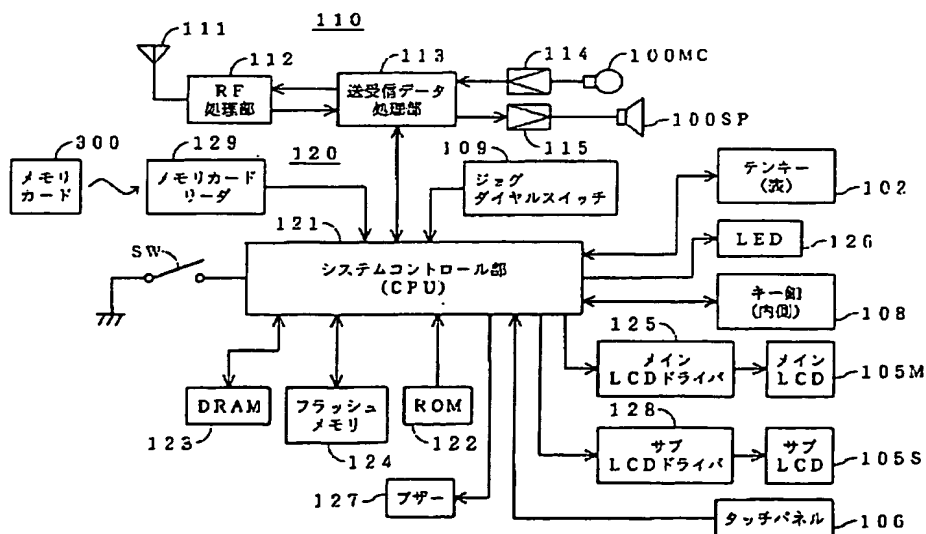 110
111
112
RF
処理部
113
送受信データ
処理部
114
100MC
115
100SP
300
メモリ
カード
129
メモリカード
リーダ
120
109
ジョグ
ダイヤルスイッチ
テンキー
(表)
102
LED
126
121
システムコントロール部
(CPU)
SW
キー部
(内側)
108
125
メイン
LCDドライバ
メイン
LCD
105M
DRAM
123
フラッシュ
メモリ
124
ROM
122
128
サブ
LCDドライバ
サブ
LCD
105S
127
ブザー
タッチパネル
106